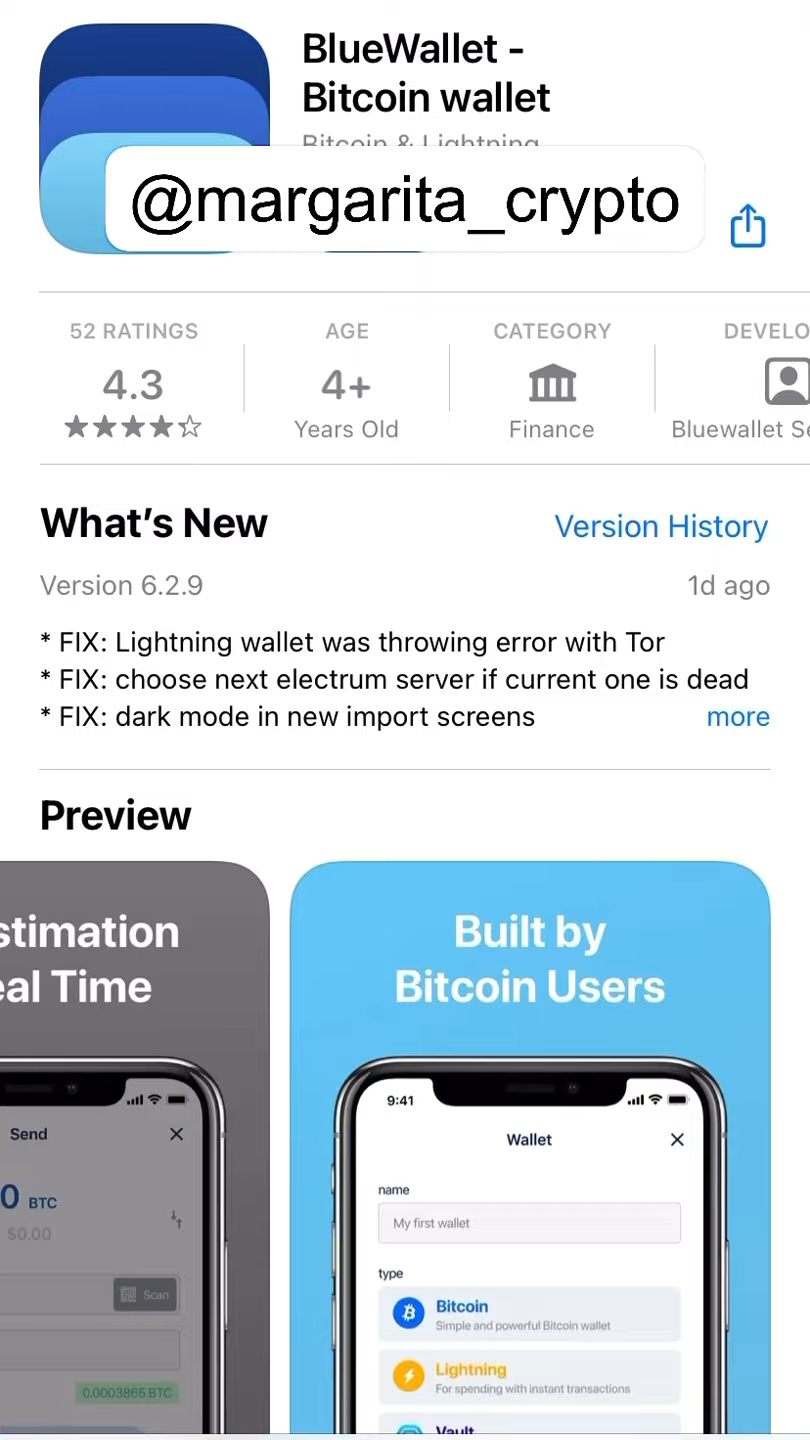 BlueWallet -
Bitcoin wallet
Bitcoin & Lightning
@margarita_crypto
52 RATINGS
AGE
CATEGORY
4.3
4+
Years Old
Finance
Bluewallet
What's New
Version History
Version 6.2.9
1d ago
* FIX: Lightning wallet was throwing error with Tor
* FIX: choose next electrum server if current one is dead
* FIX: dark mode in new import screens
more
Preview
Time
Built by
Bitcoin Users
Send
BTC
$0.00
Scan
0.0003865 BTC
9:41
Wallet
name
My first wallet
type
Bitcoin
Simple and powerful Bitcoin wallet
Lightning
For spending with instant transactions
Vault